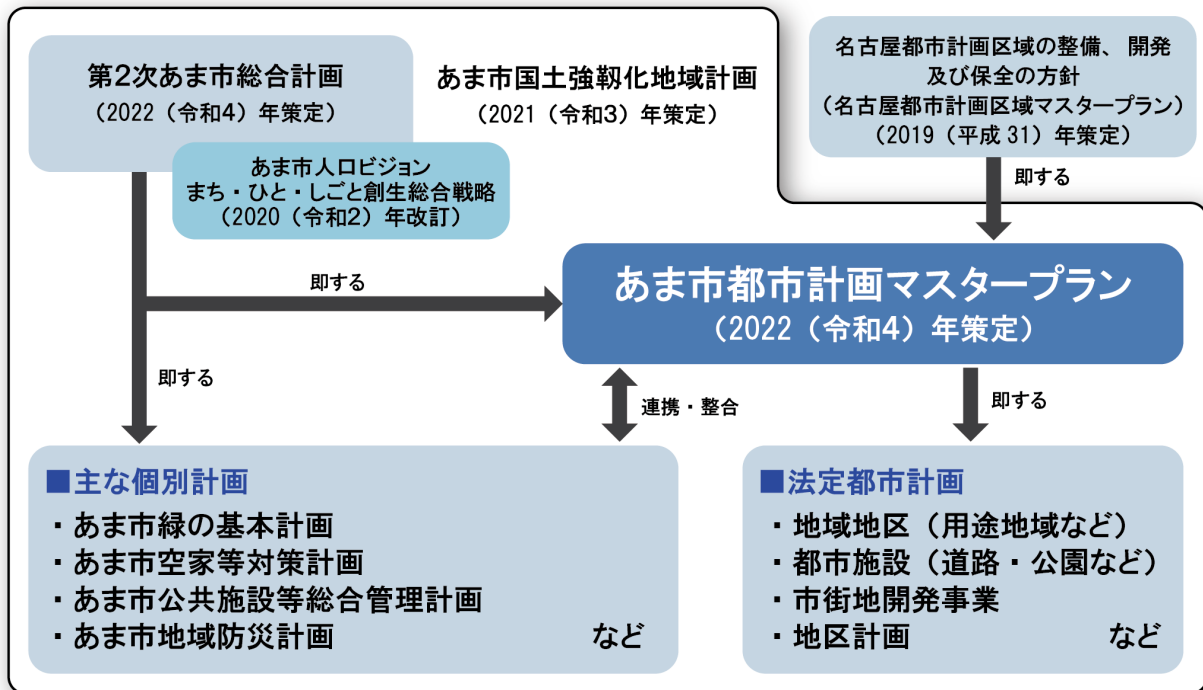 第2次あま市総合計画
（2022（令和4）年策定）
あま市国土強靱化地域計画
（2021（令和3）年策定）
名古屋都市計画区域の整備、開発
及び保全の方針
（名古屋都市計画区域マスタープラン）
（2019（平成31）年策定）
あま市人口ビジョン
まち・ひと・しごと創生総合戦略
（2020（令和2）年改訂）
即する
即する
あま市都市計画マスタープラン
（2022（令和4）年策定）
即する
連携・整合
即する
■主な個別計画
・あま市緑の基本計画
・あま市空家等対策計画
・あま市公共施設等総合管理計画
・あま市地域防災計画 など
■法定都市計画
・地域地区（用途地域など）
・都市施設（道路・公園など）
・市街地開発事業
・地区計画 など